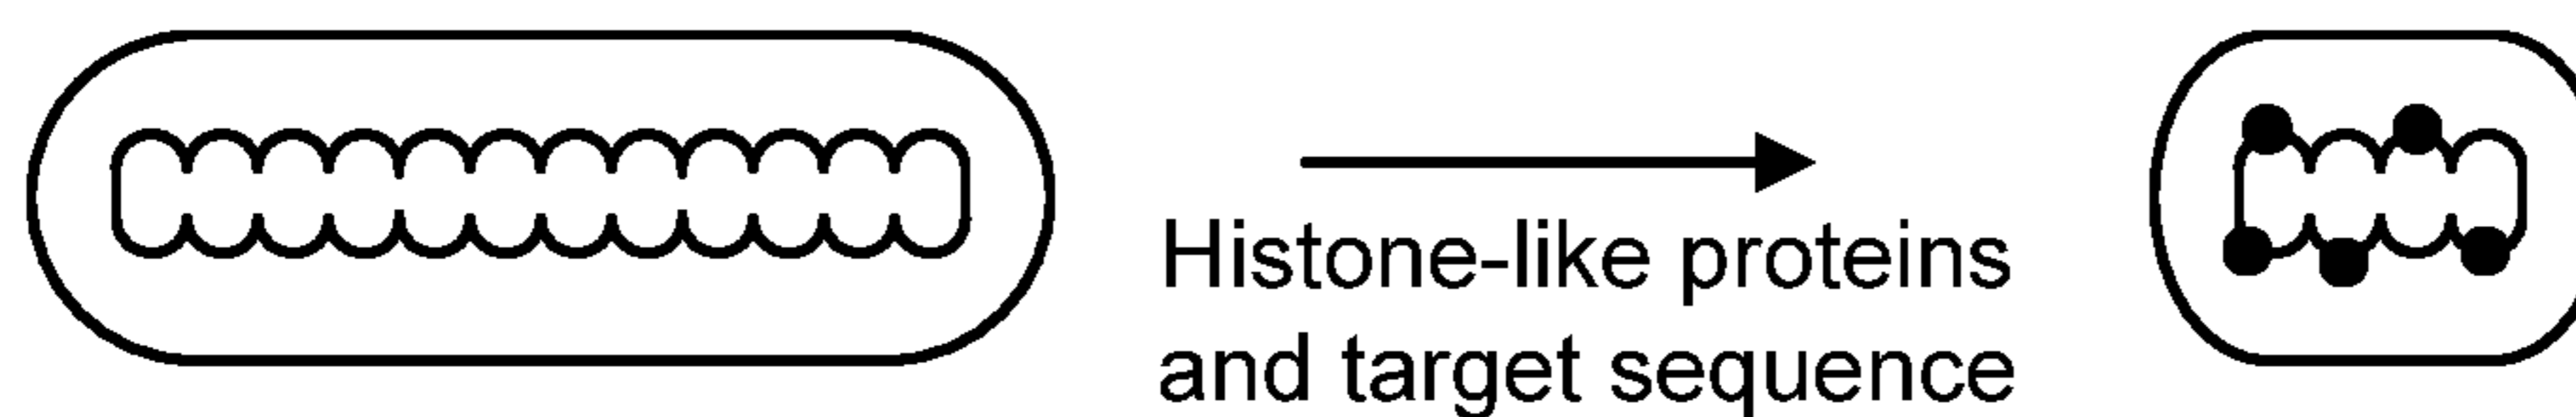 Histone-like proteins
and target sequence